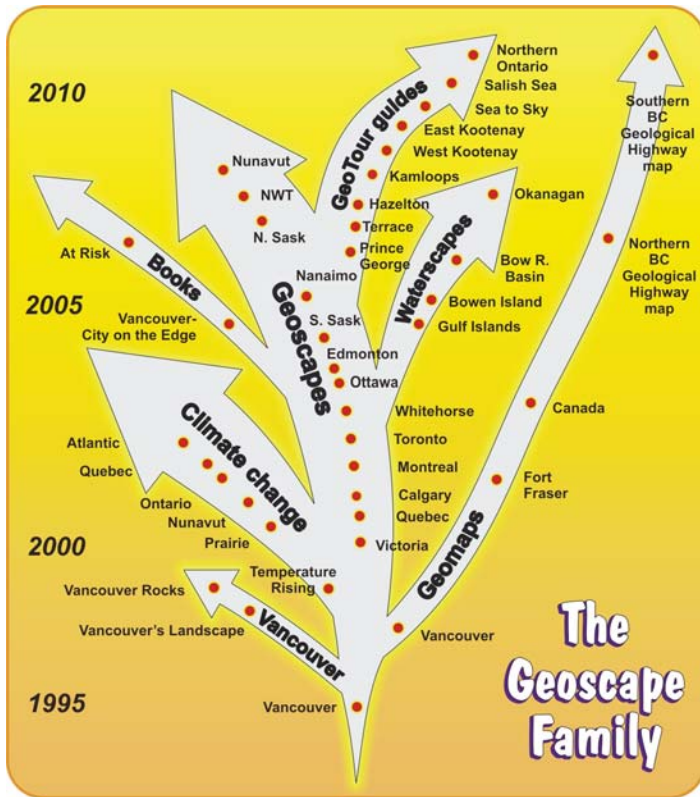 2010
2005
2000
1995
Northern
Ontario
Salish Sea
Sea to Sky
East Kootenay
West Kootenay
Kamloops
Hazelton
Terrace
Prince
George
GeoTour guides
Southern
BC
Geological
Highway
map
Northern
BC
Geological
Highway
map
Canada
Fort
Fraser
Vancouver
Geomaps
Okanagan
Bow R.
Basin
Bowen Island
Gulf Islands
Waterscapes
Nunavut
NWT
N. Sask
Nanaimo
S. Sask
Edmonton
Ottawa
Whitehorse
Toronto
Montreal
Calgary
Quebec
Victoria
Geoscapes
At Risk
Vancouver-
City on the Edge
Books
Atlantic
Quebec
Ontario
Nunavut
Prairie
Temperature
Rising
Climate change
Vancouver Rocks
Vancouver's Landscape
Vancouver
Vancouver
The
Geoscape
Family